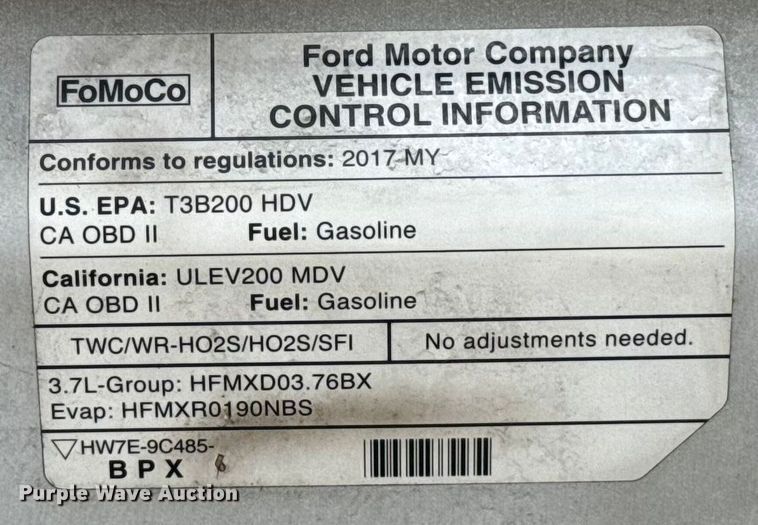 FoMoCo
Ford Motor Company
VEHICLE EMISSION
CONTROL INFORMATION
Conforms to regulations: 2017 MY
U.S. EPA: T3B200 HDV
CA OBD II Fuel: Gasoline
California: ULEV200 MDV
CA OBD II Fuel: Gasoline
TWC/WR-HO2S/HO2S/SFI
No adjustments needed.
3.7L-Group: HFMXD03.76BX
Evap: HFMXR0190NBS
HW7E-9C485-
BPX
Purple Wave Auction